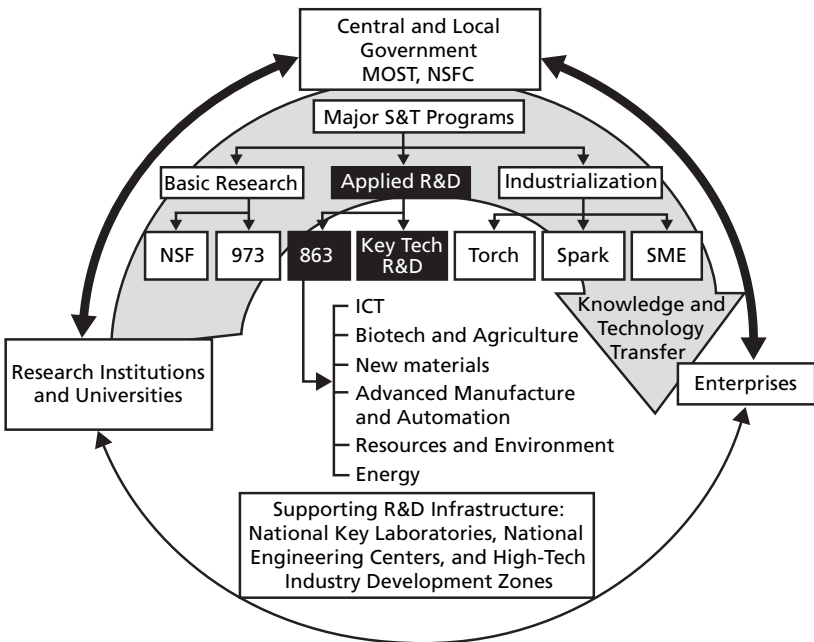 Central and Local
Government
MOST, NSFC
Major S&T Programs
Basic Research
Applied R&D
Industrialization
NSF
973
863
Key Tech
R&D
Torch
Spark
SME
Knowledge and
Technology
Transfer
ICT
Biotech and Agriculture
New materials
Advanced Manufacture
and Automation
Resources and Environment
Energy
Research Institutions
and Universities
Enterprises
Supporting R&D Infrastructure:
National Key Laboratories, National
Engineering Centers, and High-Tech
Industry Development Zones